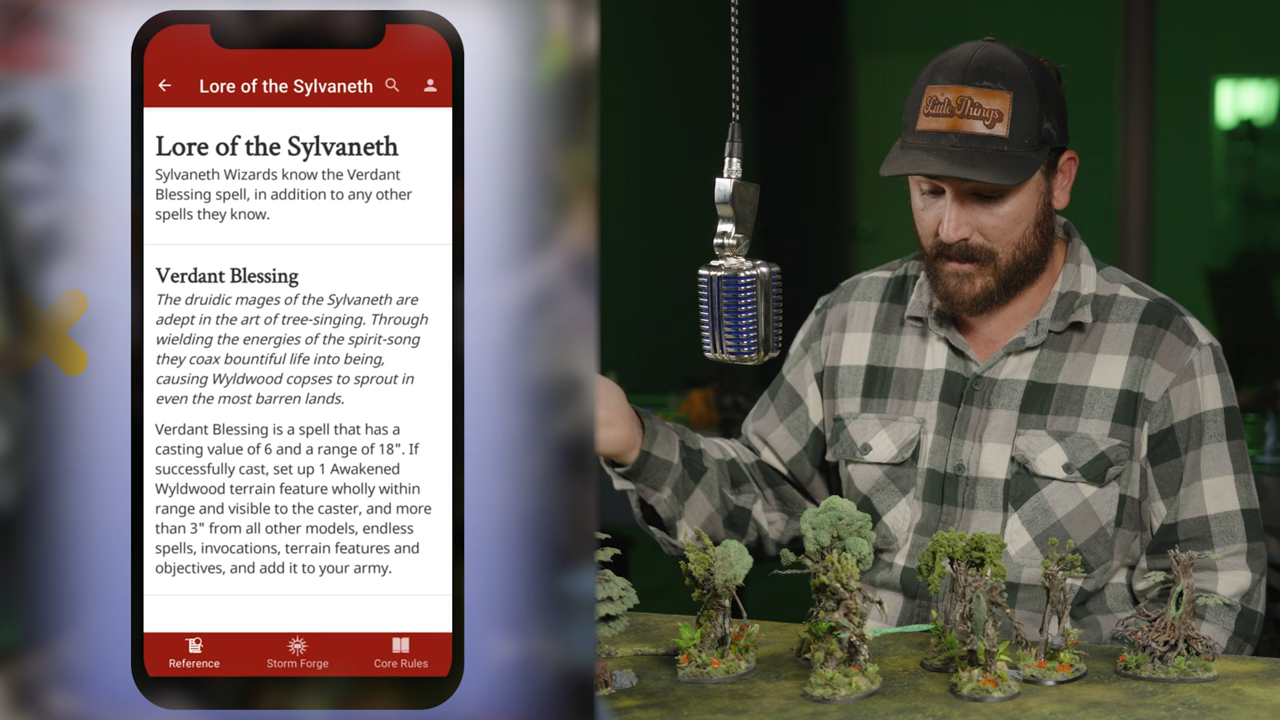 Lore of the Sylvaneth
Lore of the Sylvaneth
Sylvaneth Wizards know the Verdant
Blessing spell, in addition to any other
spells they know.
Verdant Blessing
The druidic mages of the Sylvaneth are
adept in the art of tree-singing. Through
wielding the energies of the spirit-song
they coax bountiful life into being,
causing Wyldwood copses to sprout in
even the most barren lands.
Verdant Blessing is a spell that has a
casting value of 6 and a range of 18". If
successfully cast, set up 1 Awakened
Wyldwood terrain feature wholly within
range and visible to the caster, and more
than 3" from all other models, endless
spells, invocations, terrain features and
objectives, and add it to your army.
Reference
Storm Forge
Core Rules
Little Things